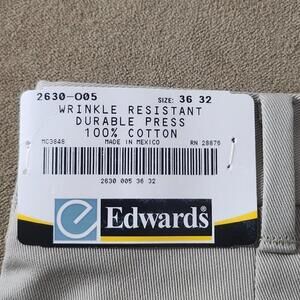 2630-005 SIZE: 36 32
WRINKLE RESISTANT
DURABLE PRESS
100% COTTON
MC3848 MADE IN MEXICO RN 28876
2630 005 36 32
e Edwards